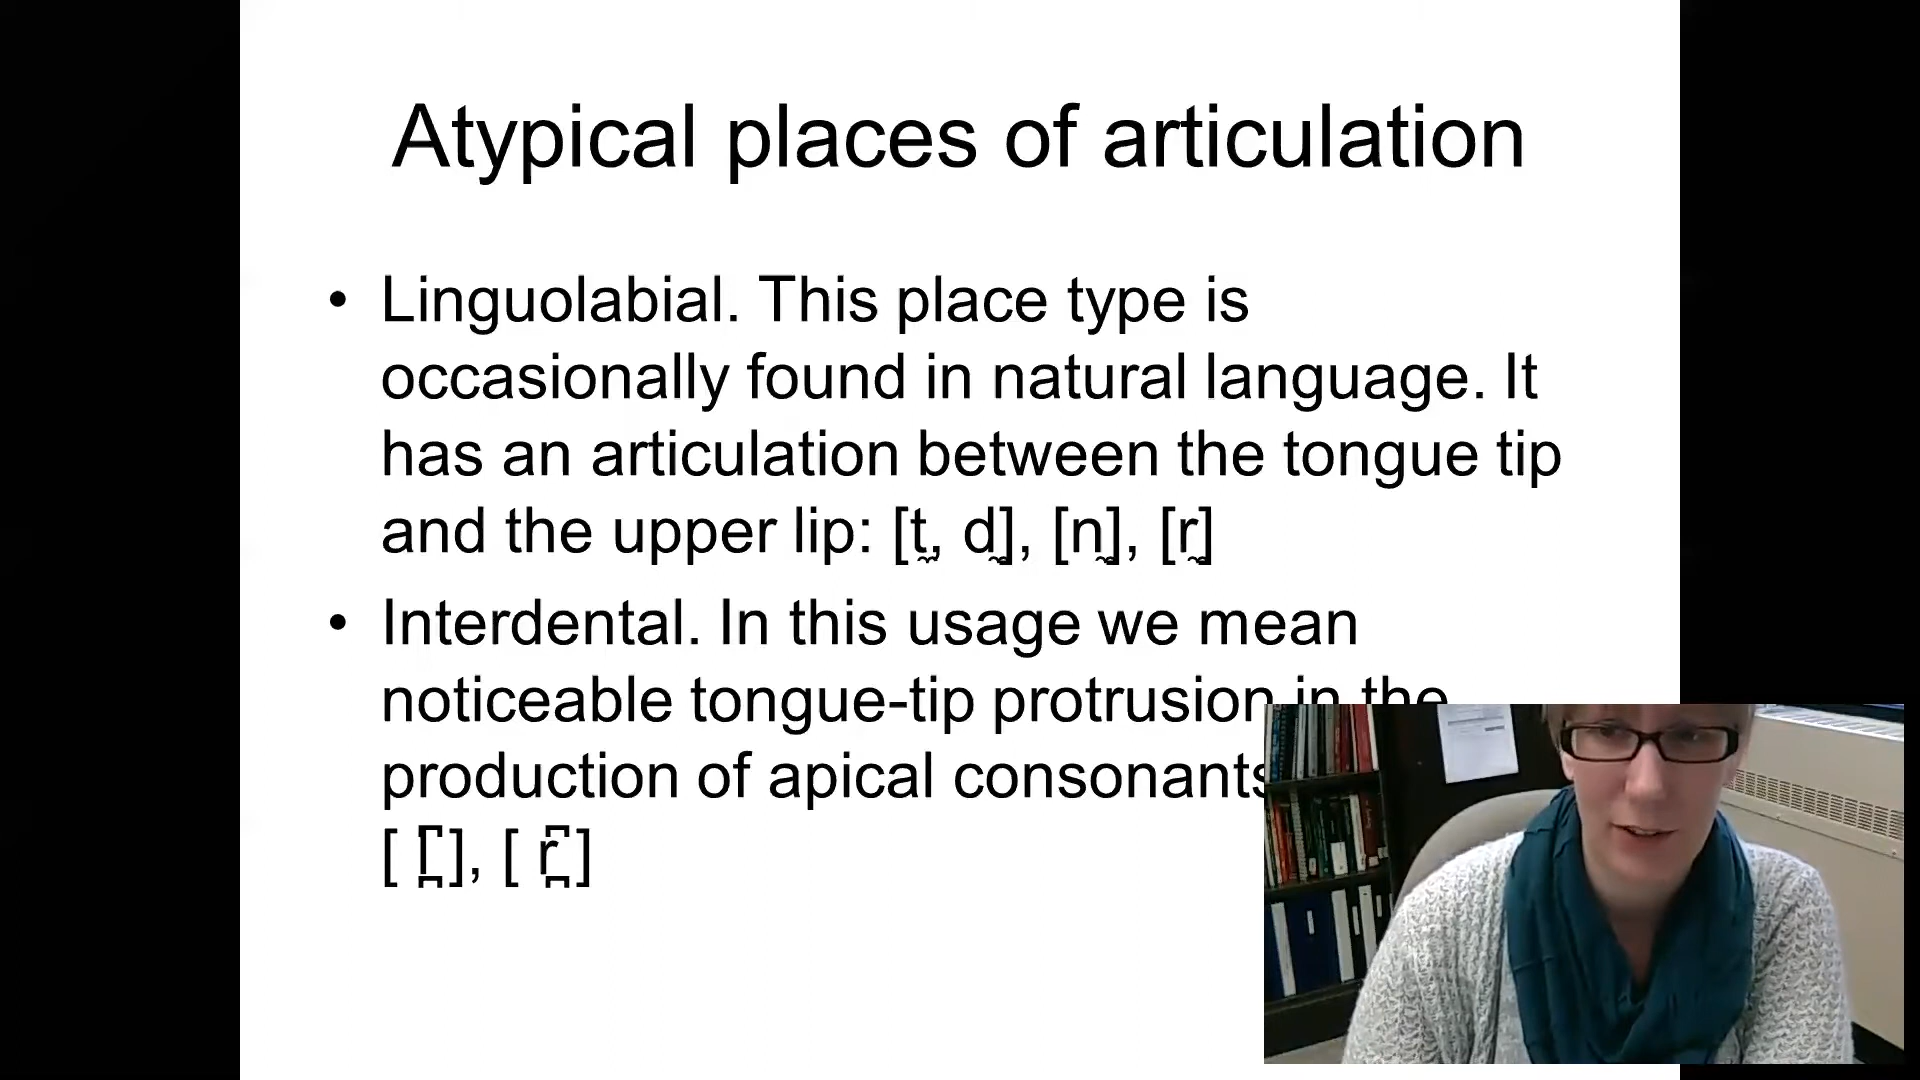 Atypical places of articulation
• Linguolabial. This place type is
occasionally found in natural language. It
has an articulation between the tongue tip
and the upper lip: [t̼, d̼], [n̼], [r̼]
• Interdental. In this usage we mean
noticeable tongue-tip protrusion in the
production of apical consonants
[ r̪͆], [ r̪͆ ]